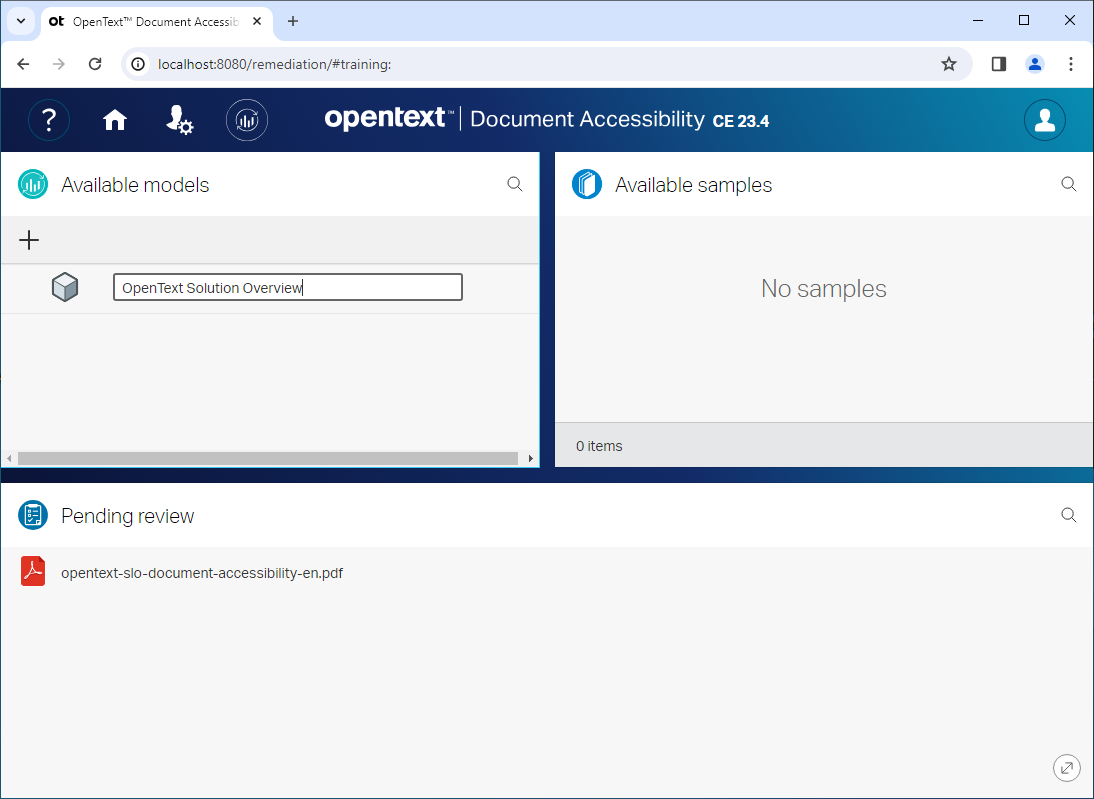 OpenText™ Document Accessib
localhost:8080/remediation/#training:
?
opentext™ | Document Accessibility CE 23.4
Available models
Available samples
OpenText Solution Overview
No samples
0 items
Pending review
opentext-slo-document-accessibility-en.pdf